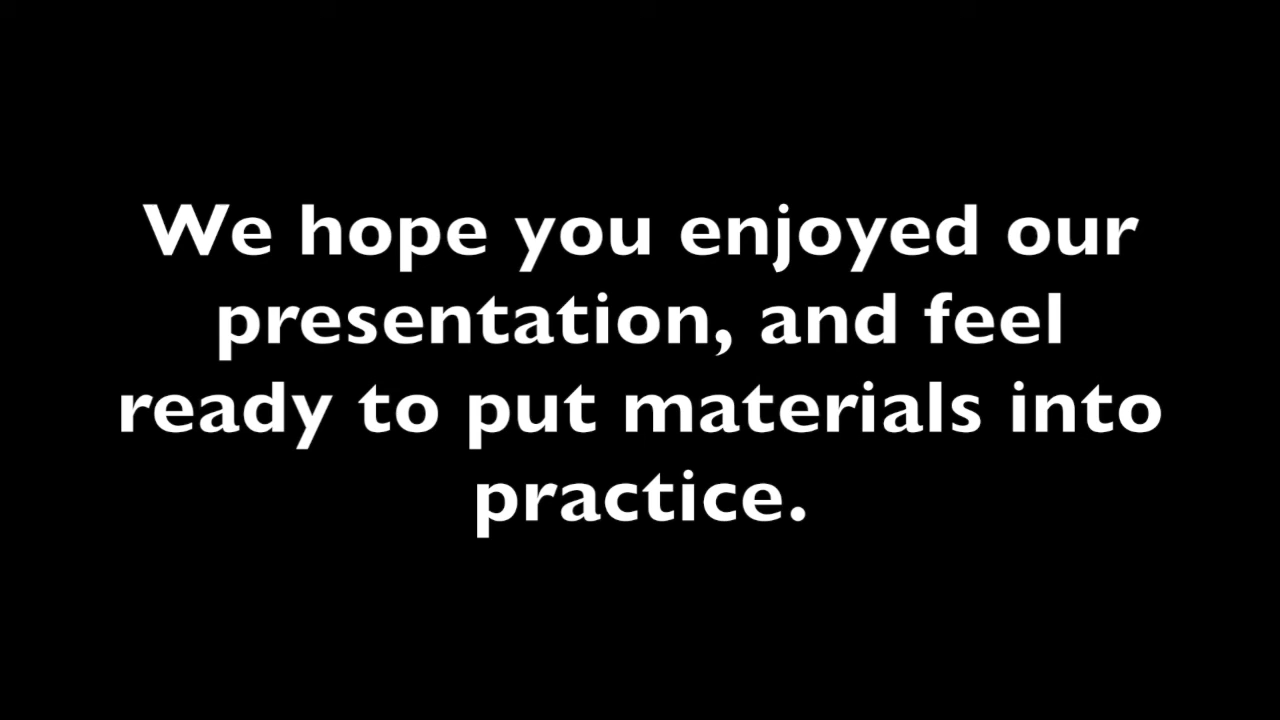 We hope you enjoyed our
presentation, and feel
ready to put materials into
practice.